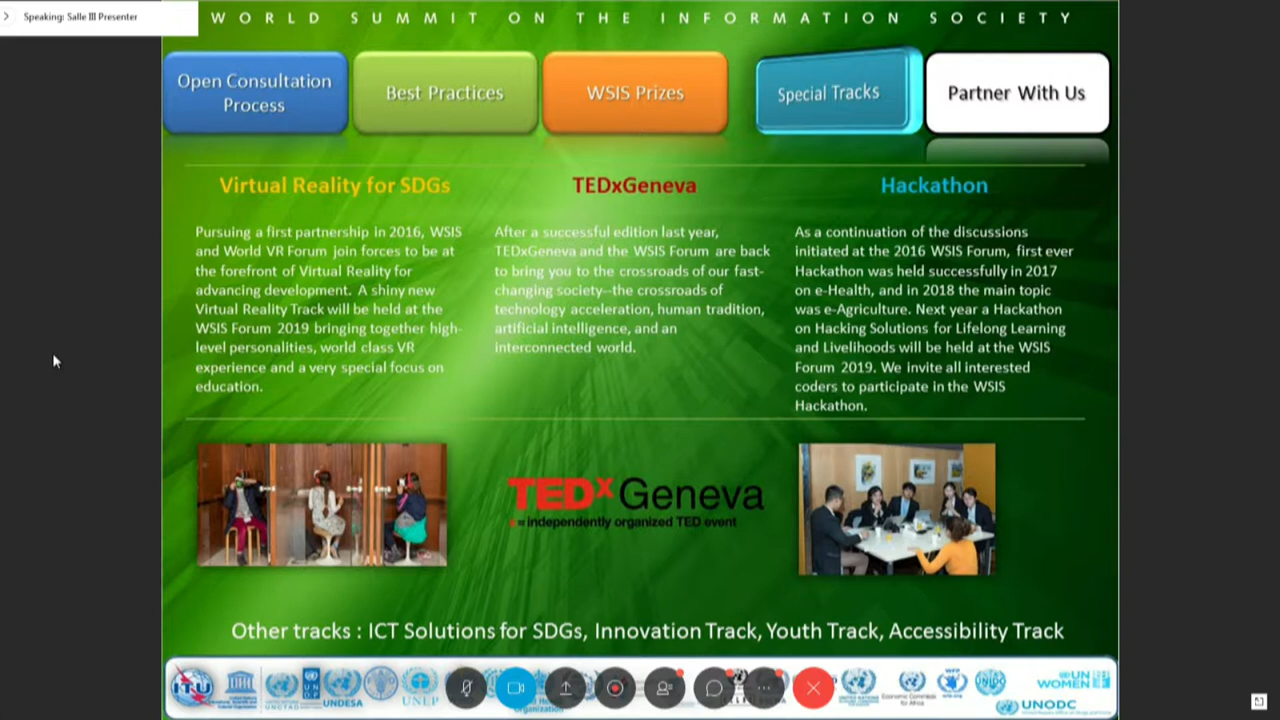 Speaking: Salle III Presenter
WORLD SUMMIT ON THE INFORMATION SOCIETY
Open Consultation
Process
Best Practices
WSIS Prizes
Special Tracks
Partner With Us
Virtual Reality for SDGs
Pursuing a first partnership in 2016, WSIS
and World VR Forum join forces to be at
the forefront of Virtual Reality for
advancing development. A shiny new
Virtual Reality Track will be held at the
WSIS Forum 2019 bringing together high-
level personalities, world class VR
experience and a very special focus on
education.
TEDxGeneva
After a successful edition last year,
TEDxGeneva and the WSIS Forum are back
to bring you to the crossroads of our fast-
changing society--the crossroads of
technology acceleration, human tradition,
artificial intelligence, and an
interconnected world.
Hackathon
As a continuation of the discussions
initiated at the 2016 WSIS Forum, first ever
Hackathon was held successfully in 2017
on e-Health, and in 2018 the main topic
was e-Agriculture. Next year a Hackathon
on Hacking Solutions for Lifelong Learning
and Livelihoods will be held at the WSIS
Forum 2019. We invite all interested
coders to participate in the WSIS
Hackathon.
TEDxGeneva
x = independently organized TED event
Other tracks : ICT Solutions for SDGs, Innovation Track, Youth Track, Accessibility Track
ITU
UNCTAD
UNDP
UNDESA
UNEP
WFP
UNIDO
UN
WOMEN
UNODC